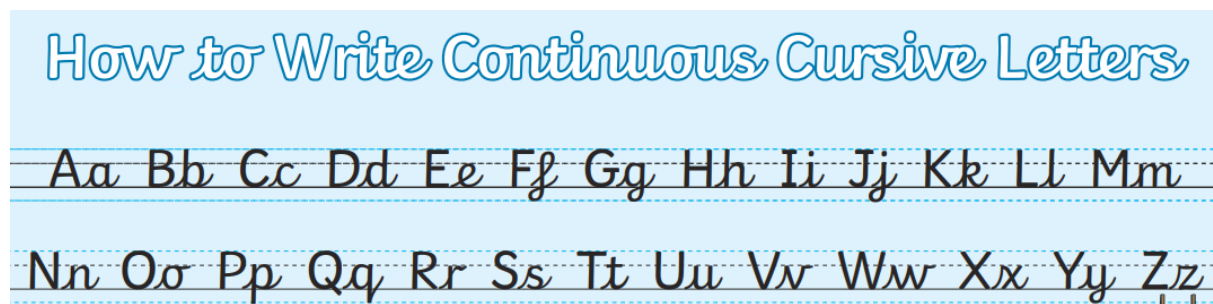 How to Write Continuous Cursive Letters
Aa Bb Cc Dd Ee Ff Gg Hh Ii Jj Kk Ll Mm
Nn Oo Pp Qq Rr Ss Tt Uu Vv Ww Xx Yy Zz